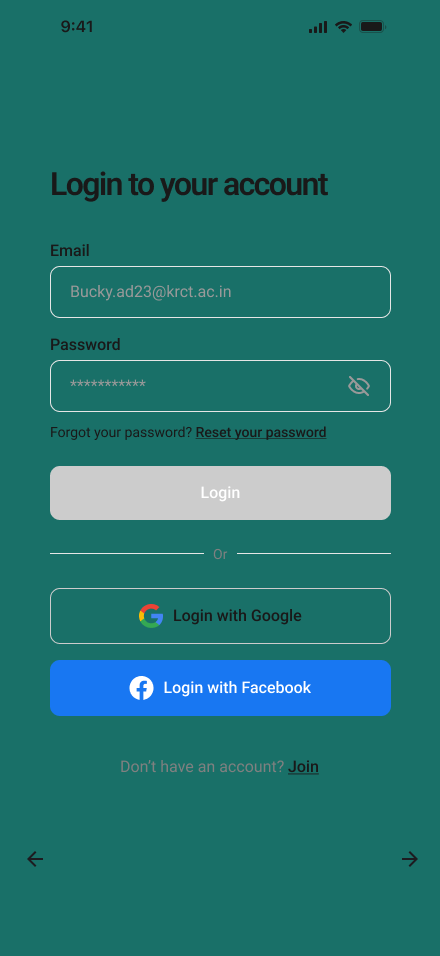 9:41
Login to your account
Email
Bucky.ad23@krct.ac.in
Password
***********
Forgot your password? Reset your password
Login
Or
Login with Google
Login with Facebook
Don’t have an account? Join